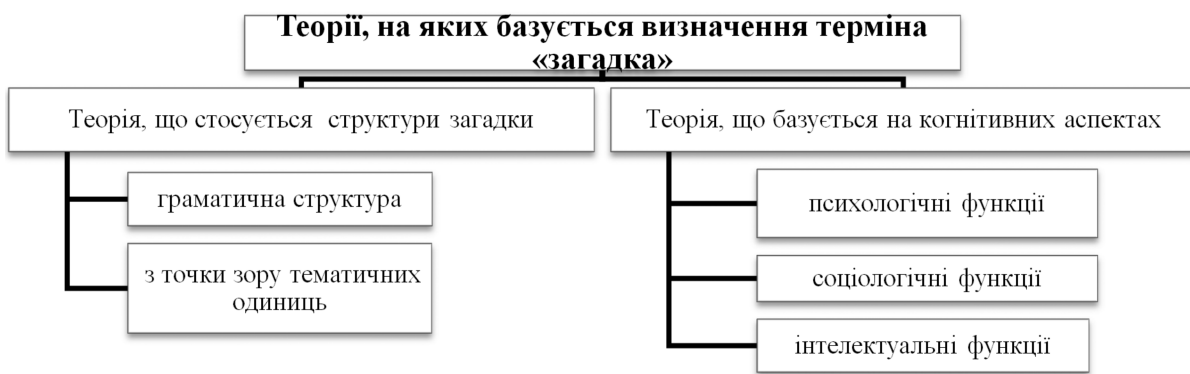 Теорії, на яких базується визначення терміна
«загадка»
Теорія, що стосується структури загадки
граматична структура
з точки зору тематичних
одиниць
Теорія, що базується на когнітивних аспектах
психологічні функції
соціологічні функції
інтелектуальні функції